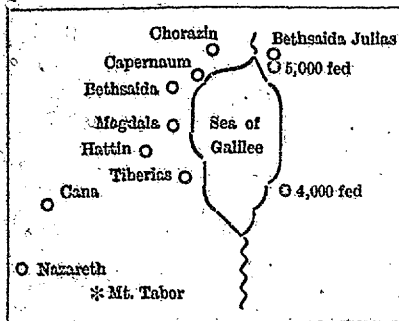 Chorazin
Bethsaida Julias
Capernaum
5,000 fed
Bethsaida
Magdala
Sea of
Galilee
Hattin
Tiberias
4,000 fed
Cana
Nazareth
Mt. Tabor